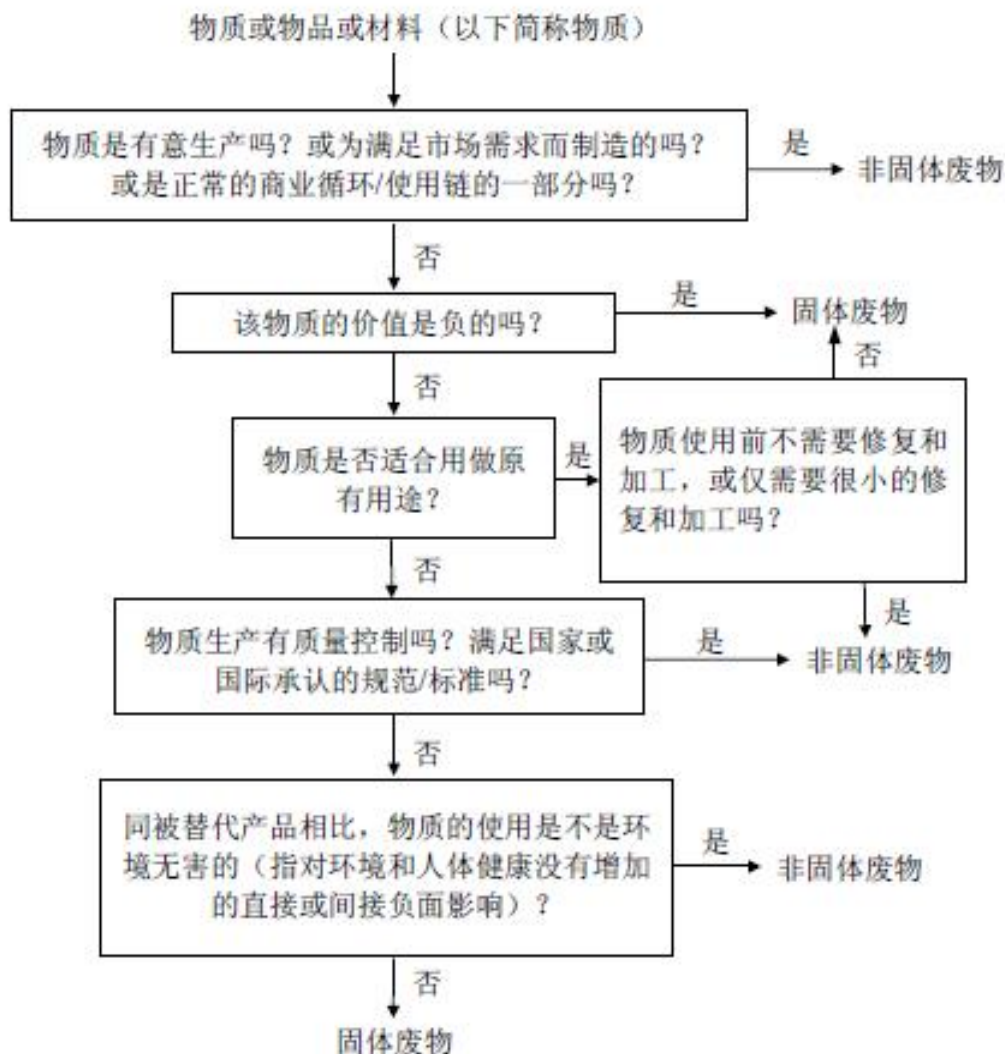 物质或物品或材料（以下简称物质）
物质是有意生产吗？或为满足市场需求而制造的吗？
或是正常的商业循环/使用链的一部分吗？
是
非固体废物
否
该物质的价值是负的吗？
是
固体废物
否
否
物质是否适合用做原
有用途？
是
物质使用前不需要修复和
加工，或仅需要很小的修
复和加工吗？
否
是
物质生产有质量控制吗？满足国家或
国际承认的规范/标准吗？
是
非固体废物
否
同被替代产品相比，物质的使用是不是环
境无害的（指对环境和人体健康没有增加
的直接或间接负面影响）？
是
非固体废物
否
固体废物